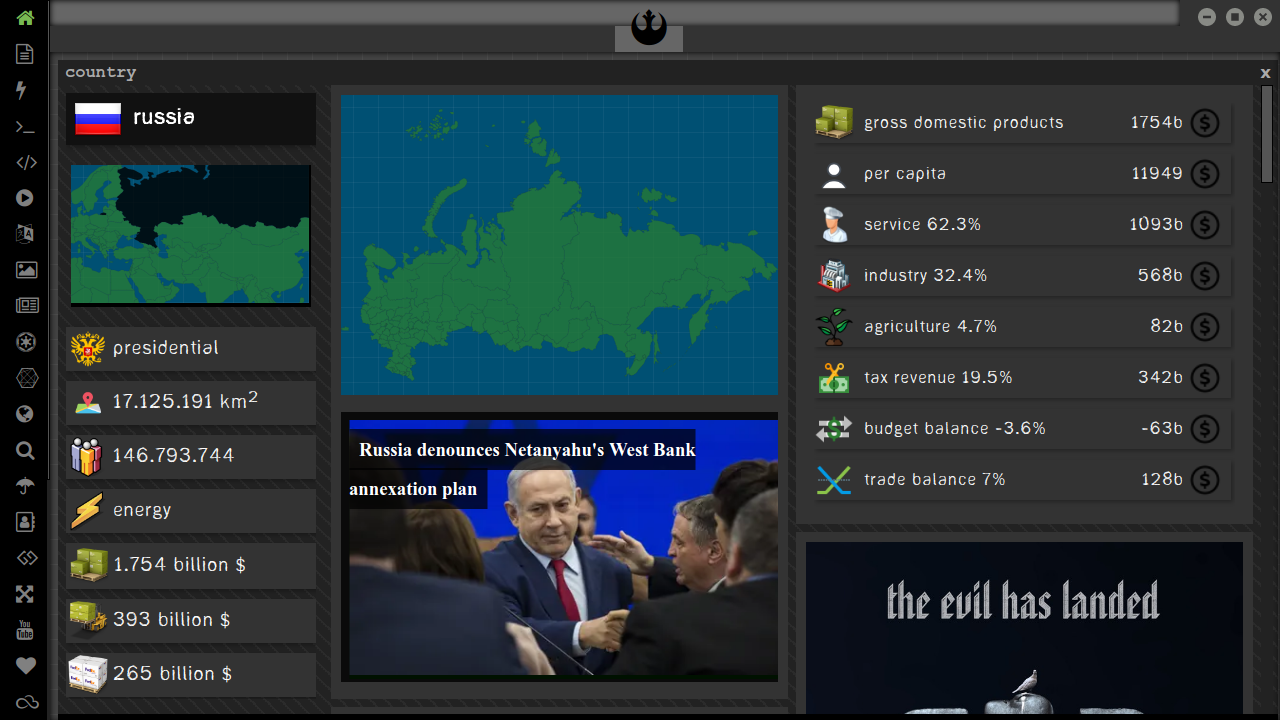 country
x
russia
presidential
17.125.191 km²
146.793.744
energy
1.754 billion $
393 billion $
265 billion $
Russia denounces Netanyahu's West Bank
annexation plan
gross domestic products 1754b $
per capita 11949 $
service 62.3% 1093b $
industry 32.4% 568b $
agriculture 4.7% 82b $
tax revenue 19.5% 342b $
budget balance -3.6% -63b $
trade balance 7% 128b $
the evil has landed
You
Tube